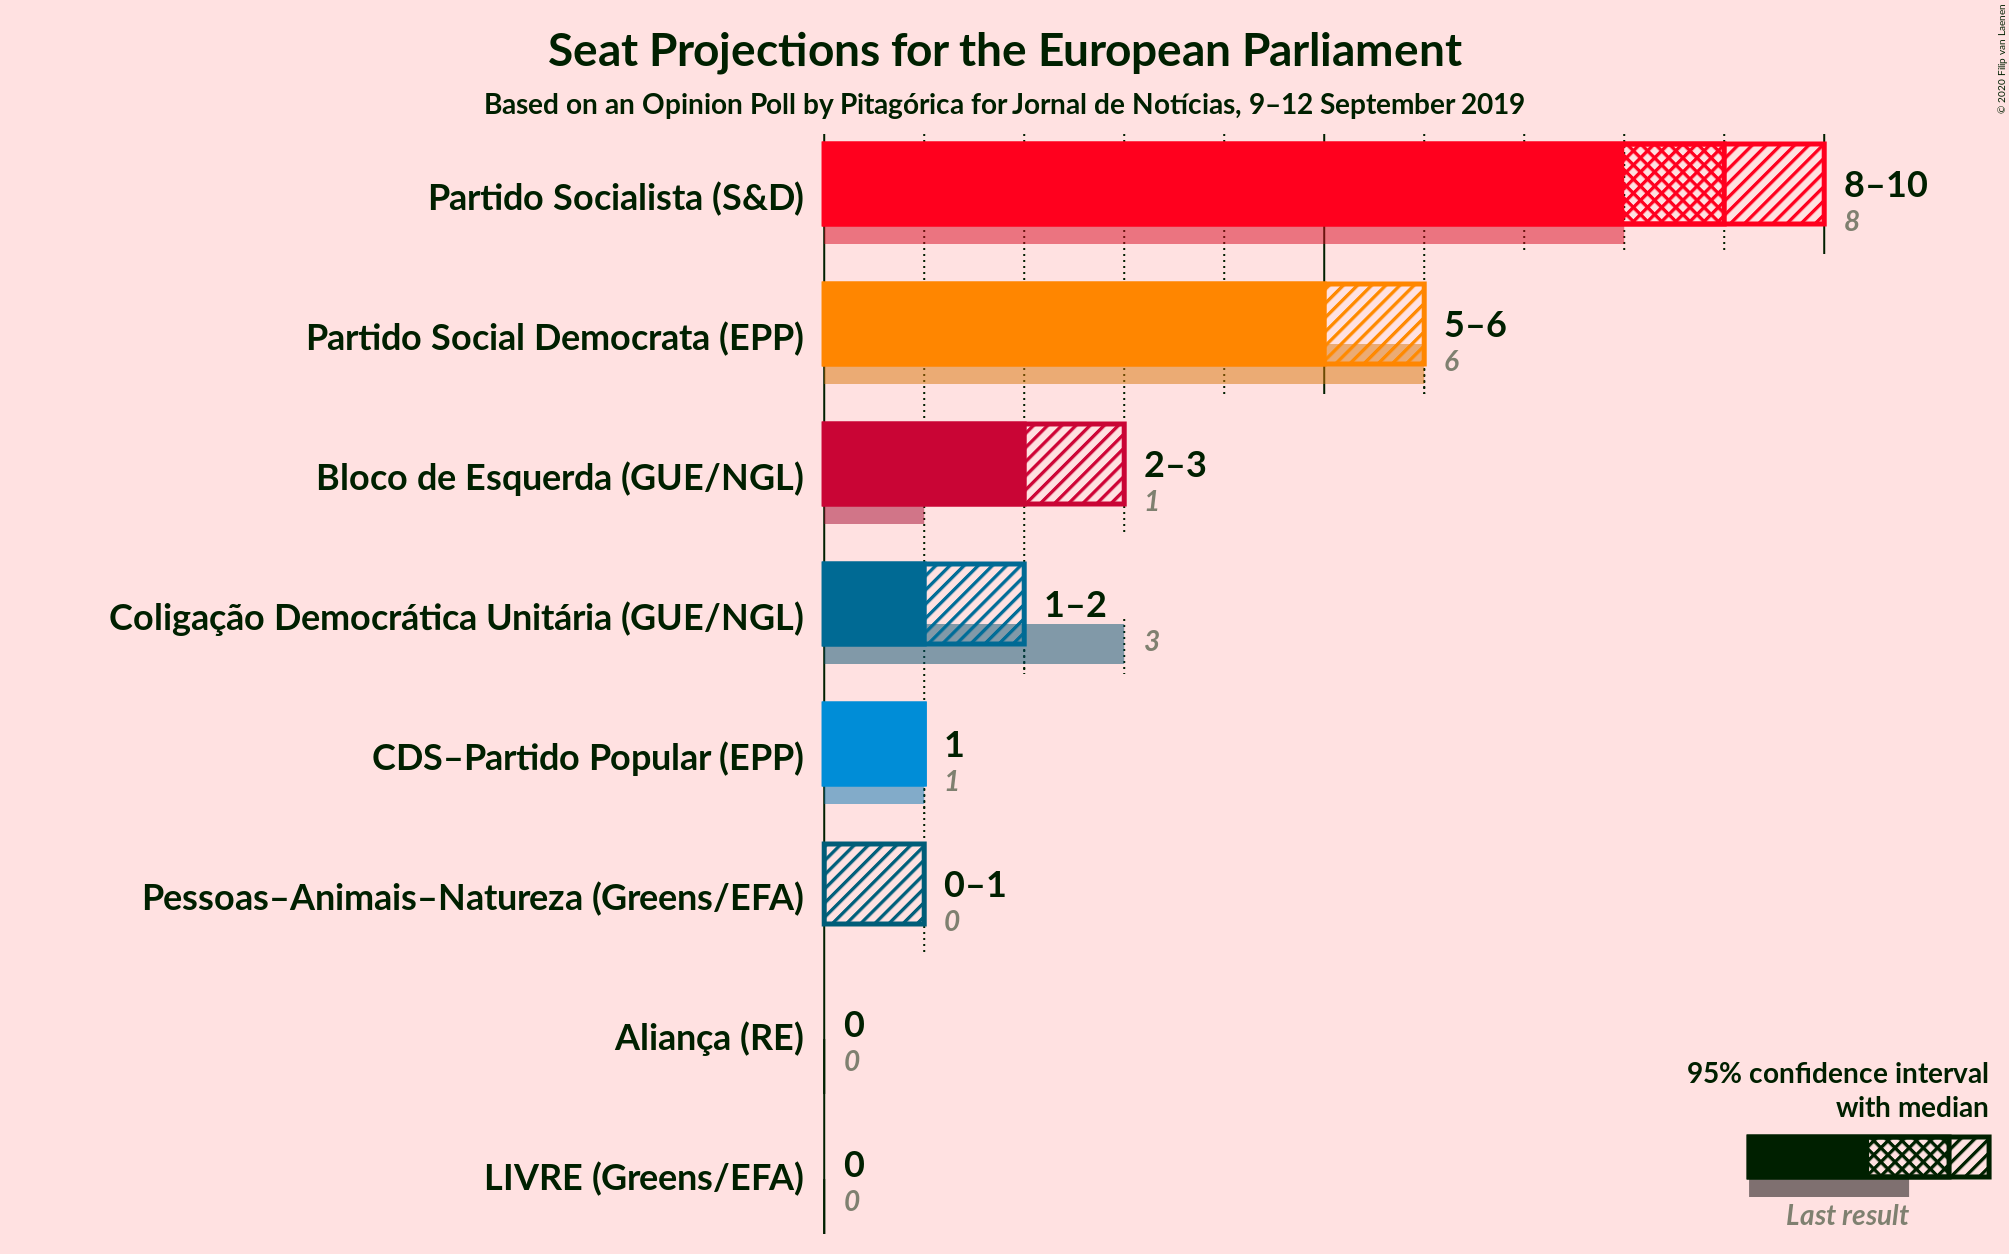 Seat Projections for the European Parliament
Based on an Opinion Poll by Pitagórica for Jornal de Notícias, 9–12 September 2019
© 2020 Filip van Laenen
Partido Socialista (S&D)
8–10
8
Partido Social Democrata (EPP)
5–6
6
Bloco de Esquerda (GUE/NGL)
2–3
1
Coligação Democrática Unitária (GUE/NGL)
1–2
3
CDS–Partido Popular (EPP)
1
1
Pessoas–Animais–Natureza (Greens/EFA)
0–1
0
Aliança (RE)
0
0
LIVRE (Greens/EFA)
0
0
95% confidence interval
with median
Last result